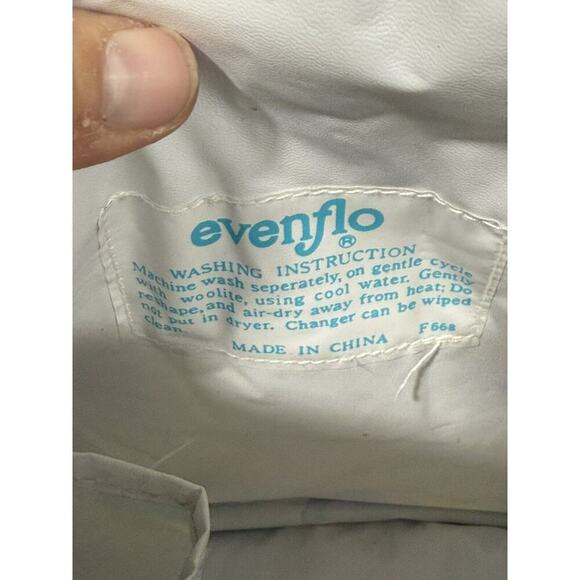 evenflo
®
WASHING INSTRUCTION
Machine wash seperately, on gentle cycle
with woolite, using cool water. Gently
reshape, and air-dry away from heat; Do
not put in dryer. Changer can be wiped
clean.
F668
MADE IN CHINA